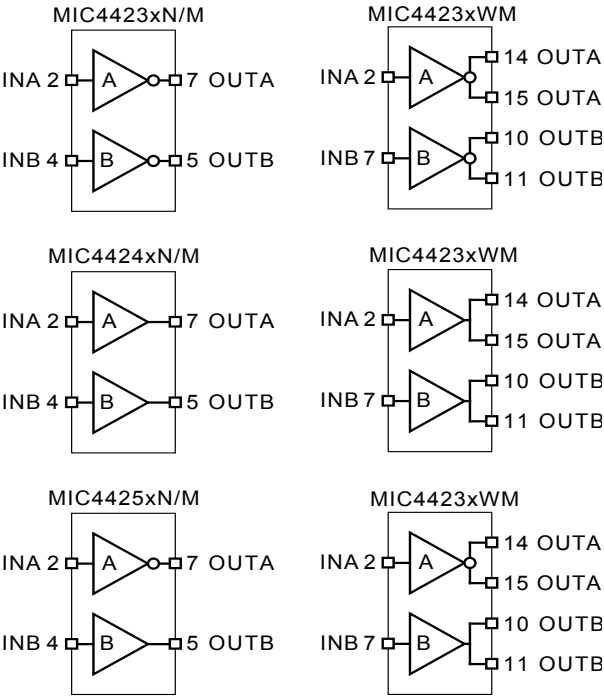 MIC4423xN/M
INA 2
A
7 OUTA
INB 4
B
5 OUTB
MIC4423xWM
INA 2
A
14 OUTA
15 OUTA
INB 7
B
10 OUTB
11 OUTB
MIC4424xN/M
INA 2
A
7 OUTA
INB 4
B
5 OUTB
MIC4423xWM
INA 2
A
14 OUTA
15 OUTA
INB 7
B
10 OUTB
11 OUTB
MIC4425xN/M
INA 2
A
7 OUTA
INB 4
B
5 OUTB
MIC4423xWM
INA 2
A
14 OUTA
15 OUTA
INB 7
B
10 OUTB
11 OUTB